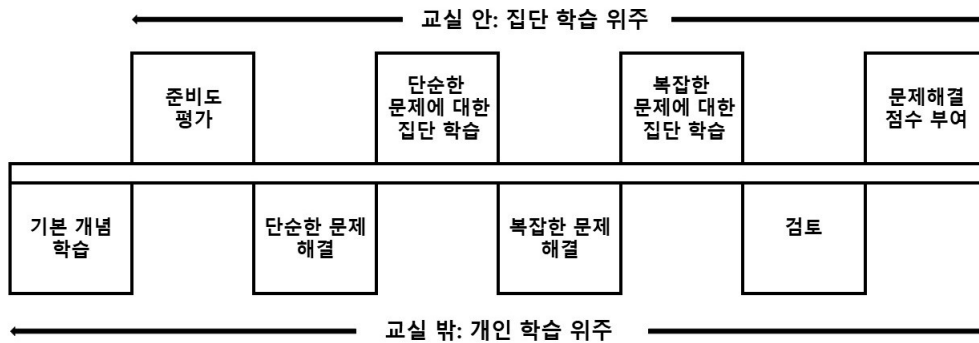 교실 안: 집단 학습 위주
준비도
평가
단순한
문제에 대한
집단 학습
복잡한
문제에 대한
집단 학습
문제해결
점수 부여
기본 개념
학습
단순한 문제
해결
복잡한 문제
해결
검토
교실 밖: 개인 학습 위주